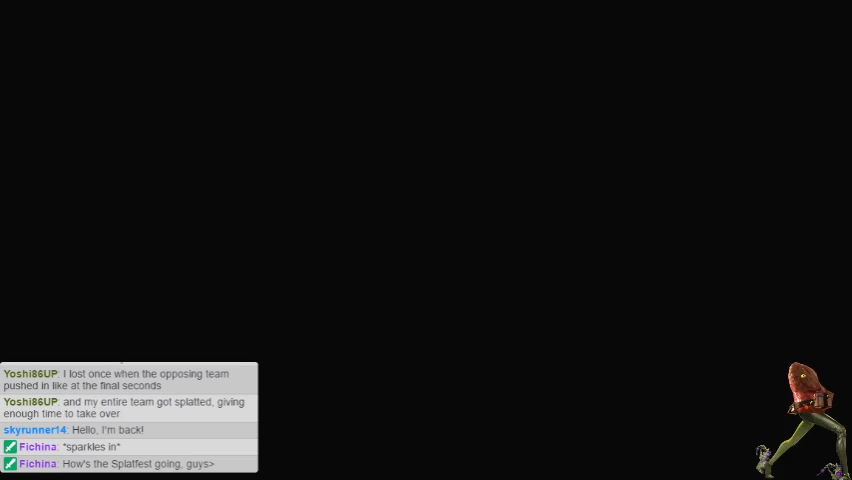 Yoshi86UP: I lost once when the opposing team
pushed in like at the final seconds
Yoshi86UP: and my entire team got splatted, giving
enough time to take over
skyrunner14: Hello, I'm back!
Fichina: *sparkles in*
Fichina: How's the Splatfest going, guys>